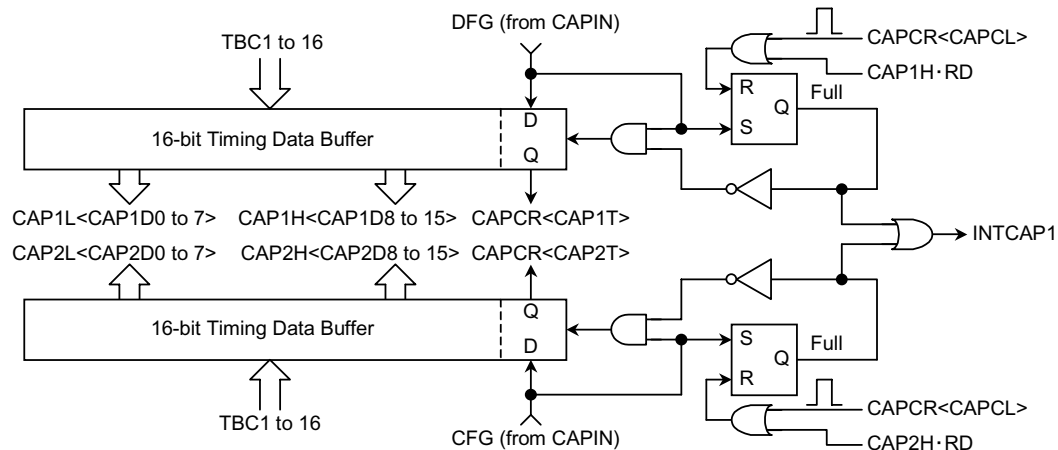 DFG (from CAPIN)
TBC1 to 16
CAPCR<CAPCL>
CAP1H·RD
R
Q
Full
S
16-bit Timing Data Buffer
D
Q
CAP1L<CAP1D0 to 7>
CAP1H<CAP1D8 to 15>
CAPCR<CAP1T>
INTCAP1
CAP2L<CAP2D0 to 7>
CAP2H<CAP2D8 to 15>
CAPCR<CAP2T>
16-bit Timing Data Buffer
Q
D
S
Q
Full
R
TBC1 to 16
CFG (from CAPIN)
CAPCR<CAPCL>
CAP2H·RD